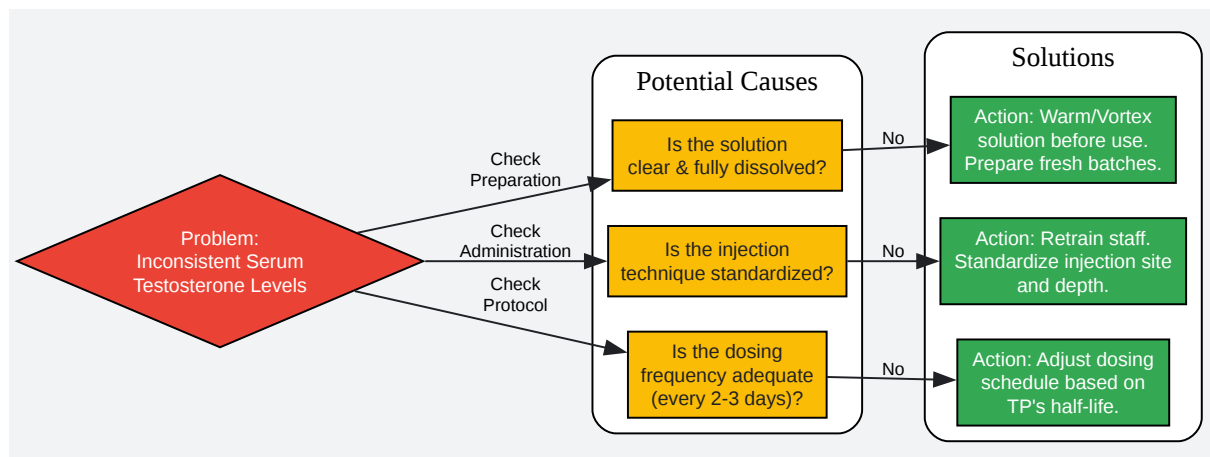 Problem:
Inconsistent Serum
Testosterone Levels
Check
Preparation
Check
Administration
Check
Protocol
Potential Causes
Is the solution
clear & fully dissolved?
Is the injection
technique standardized?
Is the dosing
frequency adequate
(every 2-3 days)?
No
No
No
Solutions
Action: Warm/Vortex
solution before use.
Prepare fresh batches.
Action: Retrain staff.
Standardize injection site
and depth.
Action: Adjust dosing
schedule based on
TP's half-life.